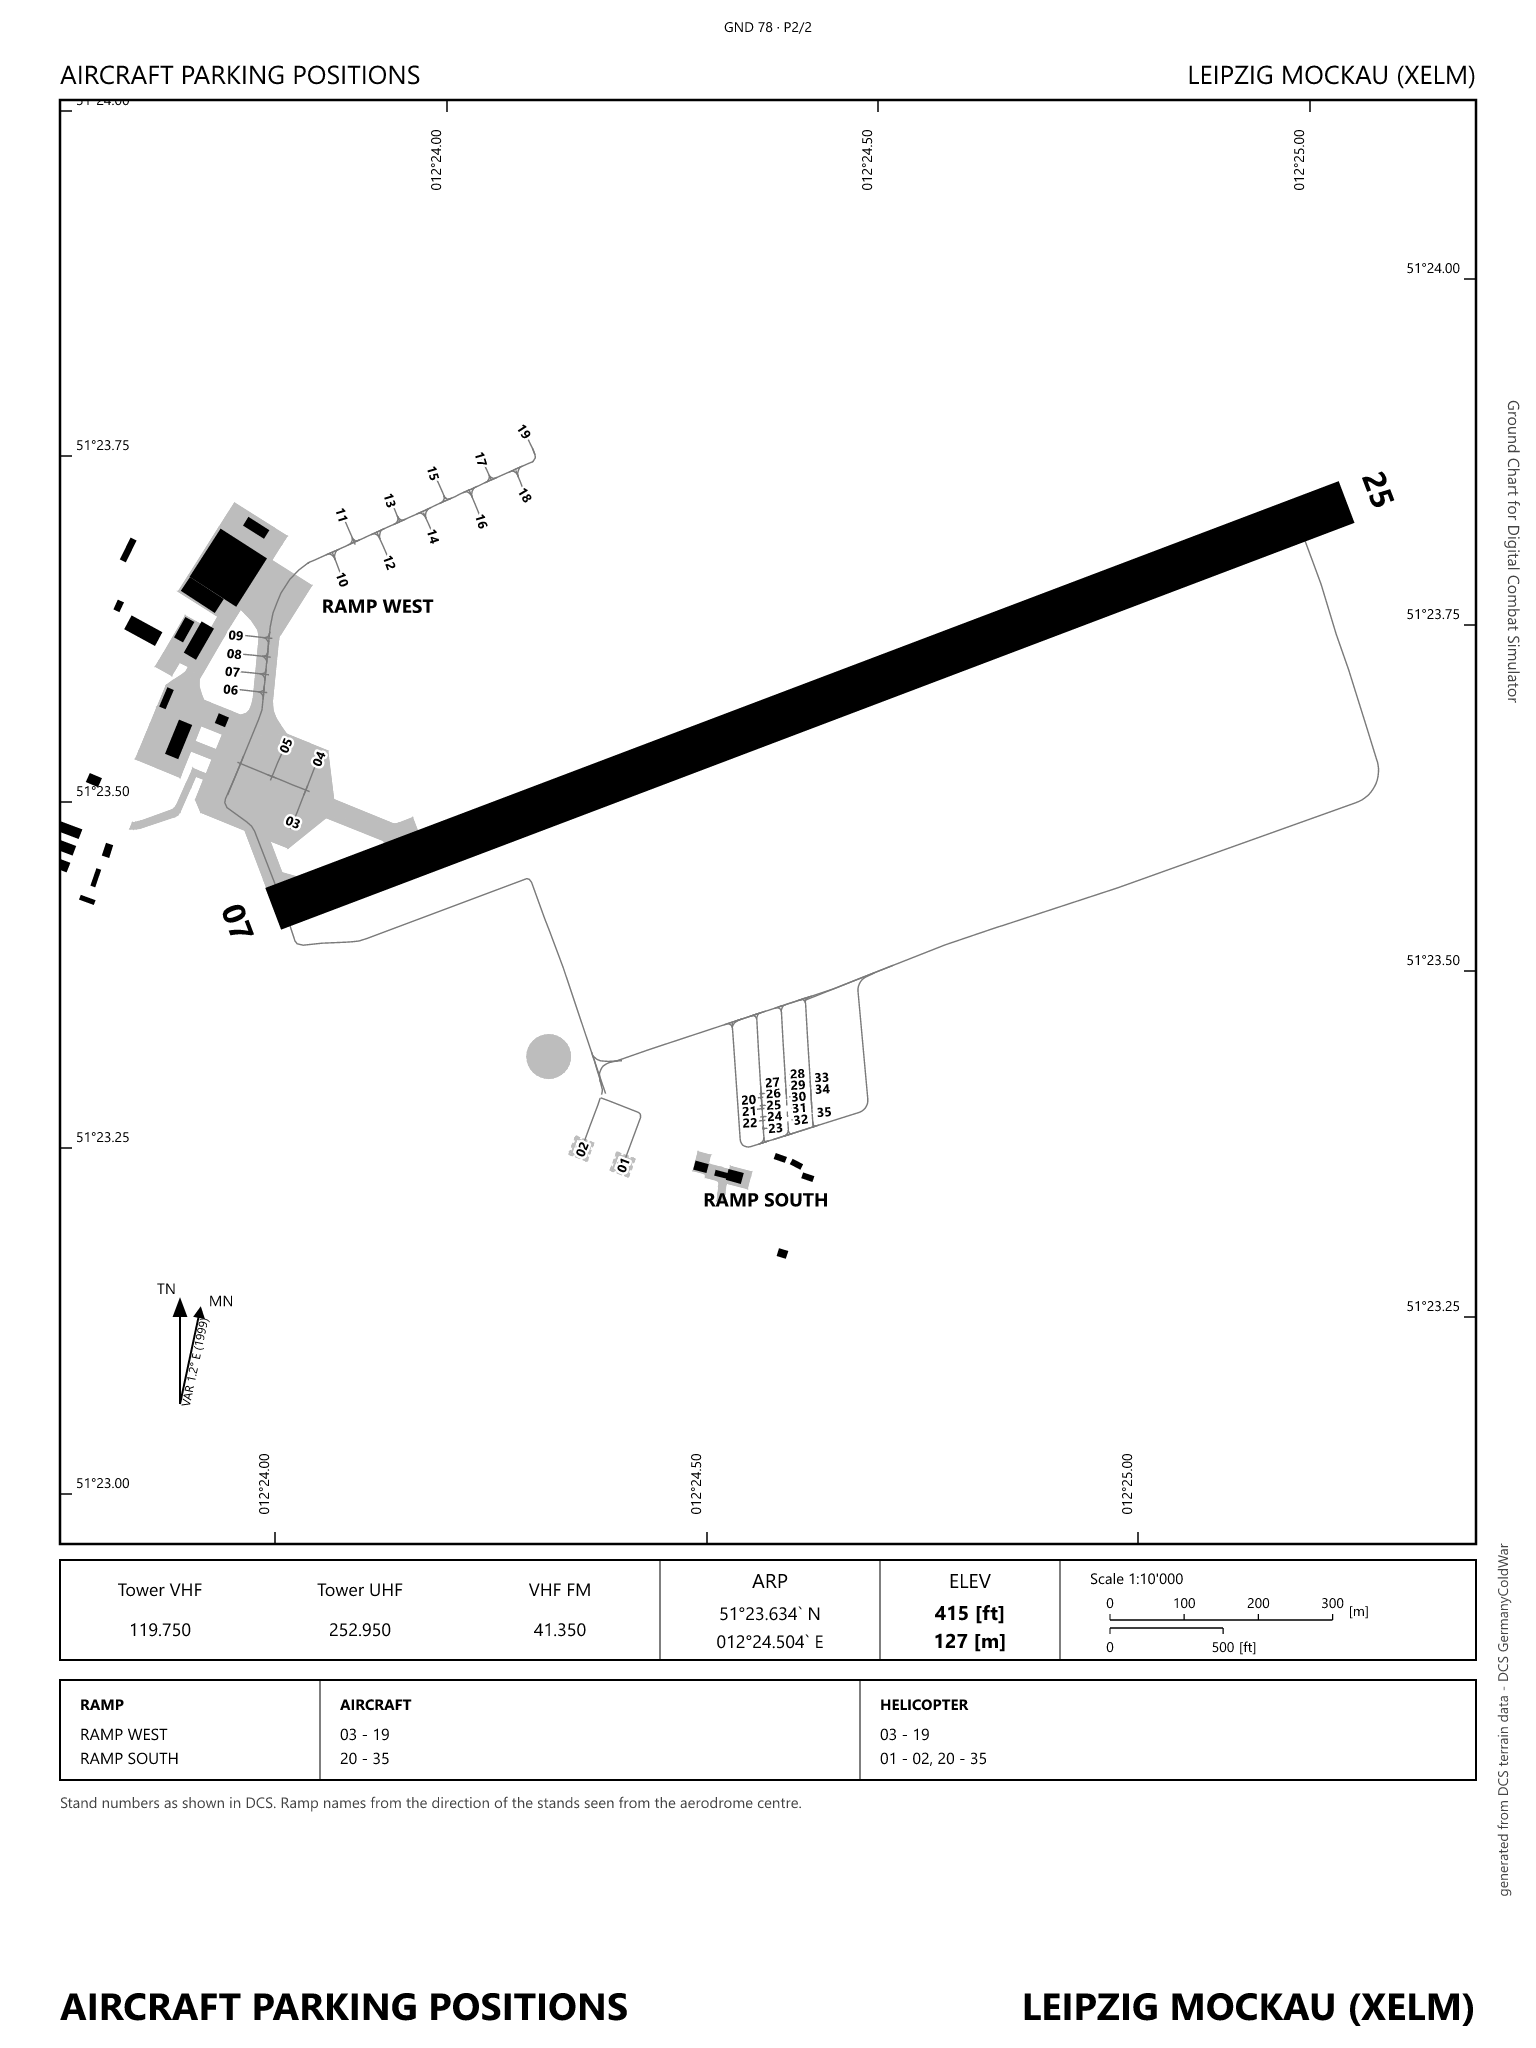 GND 78 · P2/2
AIRCRAFT PARKING POSITIONS
LEIPZIG MOCKAU (XELM)
51°24.00
012°24.00
012°24.50
012°25.00
51°24.00
51°23.75
51°23.75
51°23.50
51°23.50
51°23.25
51°23.25
51°23.00
19
17
15
13
11
18
16
14
12
10
RAMP WEST
09
08
07
06
05
04
03
25
07
28
27
33
29
26
34
20
30
25
21
31
24
35
22
32
23
02
01
RAMP SOUTH
TN
MN
VAR 1.2° E (1999)
012°24.00
012°24.50
012°25.00
Tower VHF
119.750
Tower UHF
252.950
VHF FM
41.350
ARP
51°23.634` N
012°24.504` E
ELEV
415 [ft]
127 [m]
Scale 1:10'000
0 100 200 300 [m]
0 500 [ft]
RAMP AIRCRAFT HELICOPTER
RAMP WEST 03 - 19 03 - 19
RAMP SOUTH 20 - 35 01 - 02, 20 - 35
Stand numbers as shown in DCS. Ramp names from the direction of the stands seen from the aerodrome centre.
Ground Chart for Digital Combat Simulator
generated from DCS terrain data - DCS GermanyColdWar
AIRCRAFT PARKING POSITIONS
LEIPZIG MOCKAU (XELM)